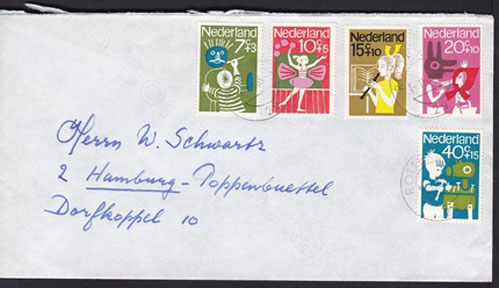 Nederland
7c+3
Nederland
10c+5
Nederland
15c+10
Nederland
20c+10
Nederland
40c+15
Herrn W. Schwartz
2 Hamburg-Poppenbuettel
Dorfkoppel 10